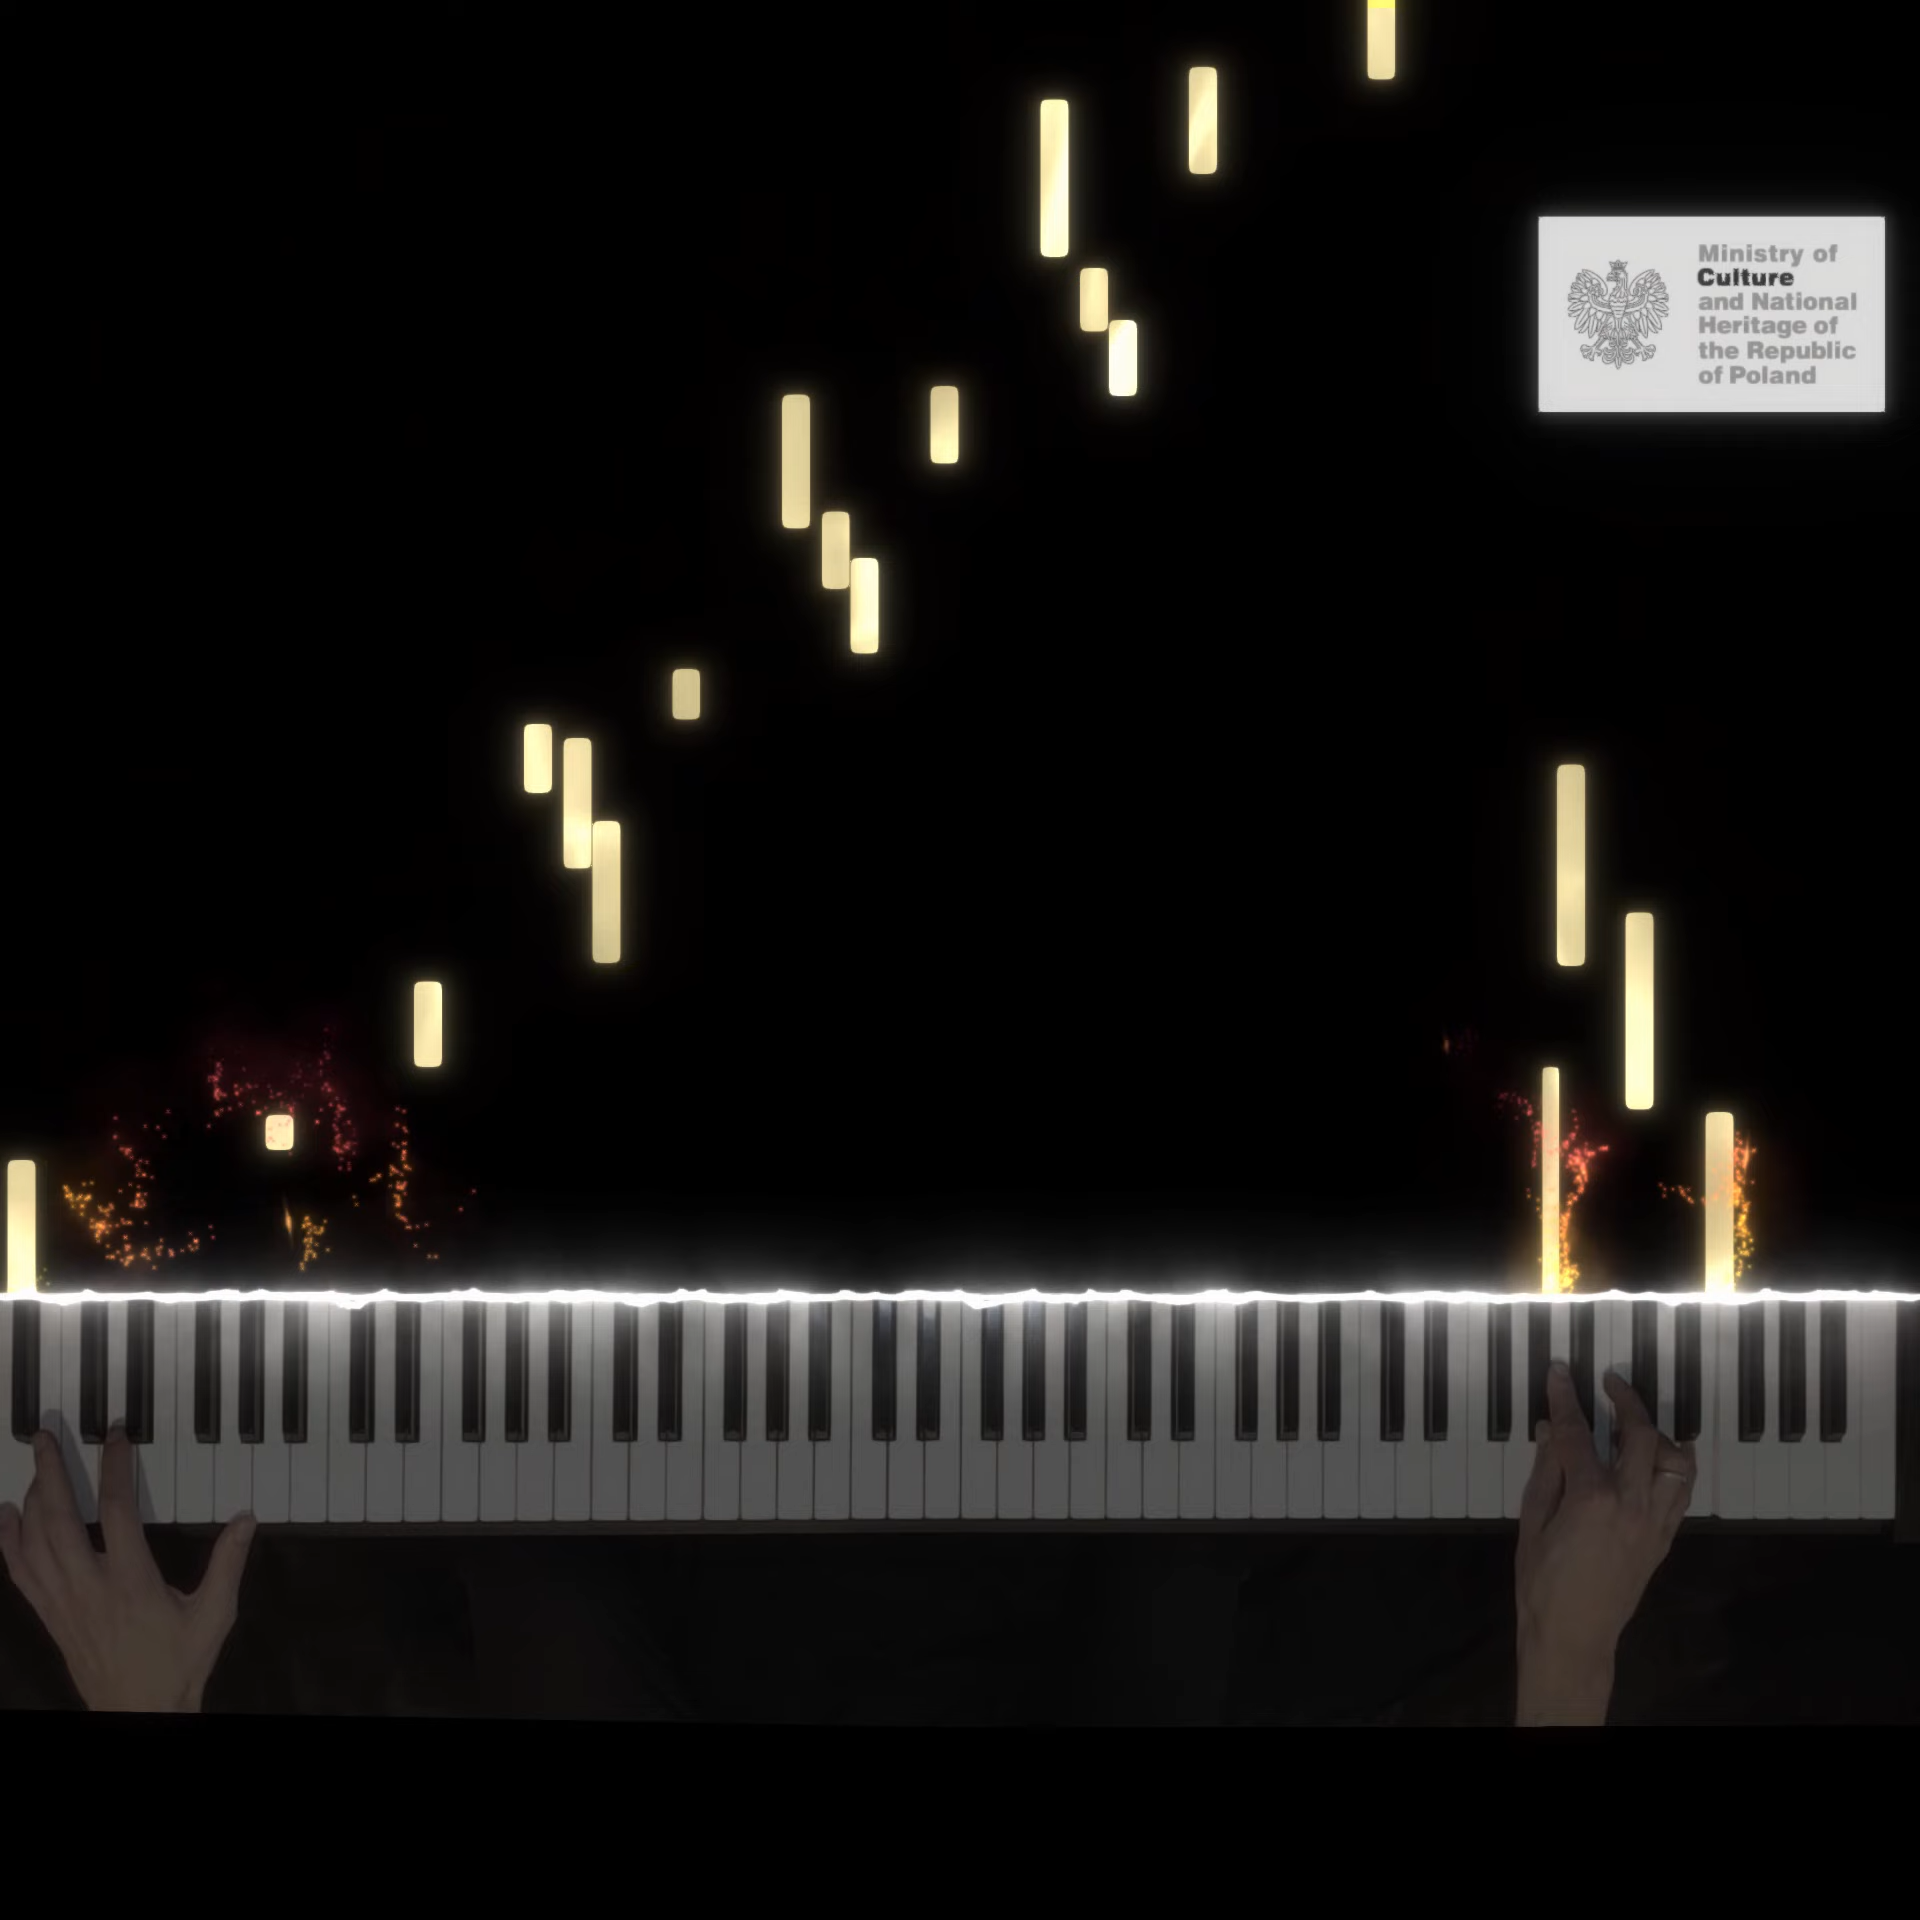 Ministry of
Culture
and National
Heritage of
the Republic
of Poland